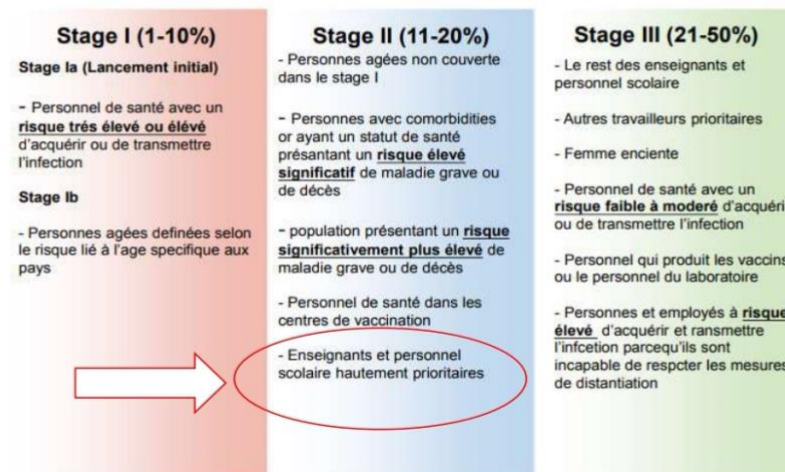 Stage I (1-10%)
Stage Ia (Lancement initial)
- Personnel de santé avec un
risque trés élevé ou élévé
d'acquérir ou de transmettre
l'infection
Stage Ib
- Personnes agées definées selon
le risque lié à l'age specifique aux
pays
Stage II (11-20%)
- Personnes agées non couverte
dans le stage I
- Personnes avec comorbidities
or ayant un statut de santé
présantant un risque élevé
significatif de maladie grave ou
de décès
- population présentant un risque
significativement plus élevé de
maladie grave ou de décès
- Personnel de santé dans les
centres de vaccination
- Enseignants et personnel
scolaire hautement prioritaires
Stage III (21-50%)
- Le rest des enseignants et
personnel scolaire
- Autres travailleurs prioritaires
- Femme enciente
- Personnel de santé avec un
risque faible à moderé d'acquéri
ou de transmettre l'infection
- Personnel qui produit les vaccins
ou le personnel du laboratoire
- Personnes et employés à risque
élevé d'acquérir et ransmettre
l'infcetion parcequ'ils sont
incapable de respcter les mesures
de distantiation